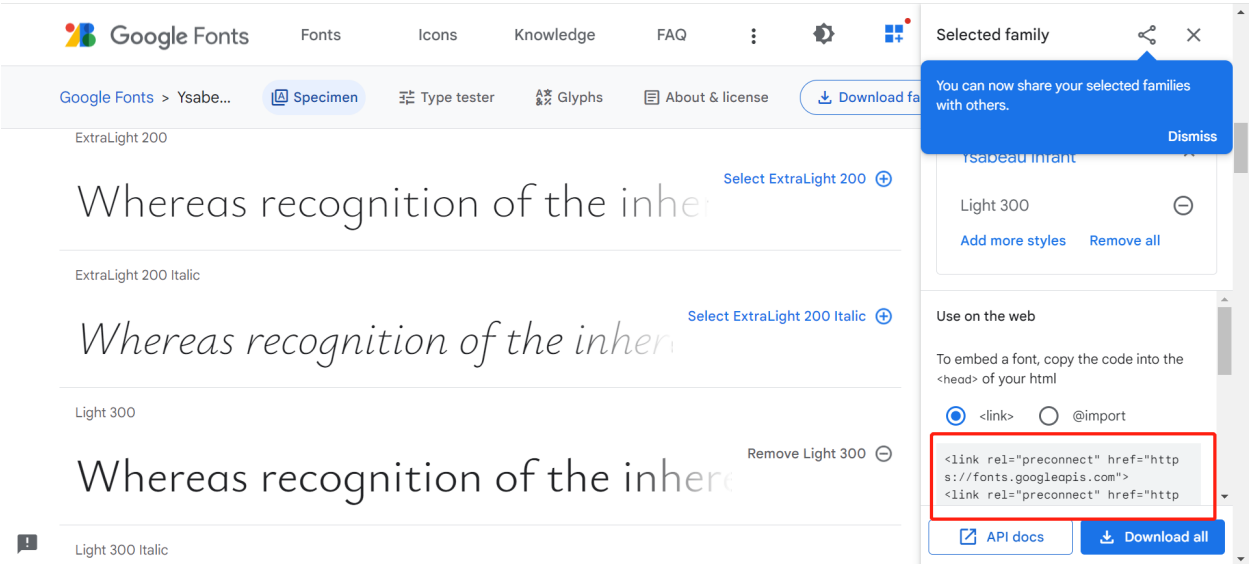 Google Fonts
Fonts
Icons
Knowledge
FAQ
Google Fonts > Ysabe...
Specimen
Type tester
Glyphs
About & license
Download fa
ExtraLight 200
Select ExtraLight 200
Whereas recognition of the inhe
ExtraLight 200 Italic
Select ExtraLight 200 Italic
Whereas recognition of the inher
Light 300
Remove Light 300
Whereas recognition of the inhere
Light 300 Italic
Selected family
You can now share your selected families
with others.
Dismiss
Ysabeau Infant
Light 300
Add more styles
Remove all
Use on the web
To embed a font, copy the code into the
<head> of your html
<link>
@import
<link rel="preconnect" href="http
s://fonts.googleapis.com">
<link rel="preconnect" href="http
API docs
Download all